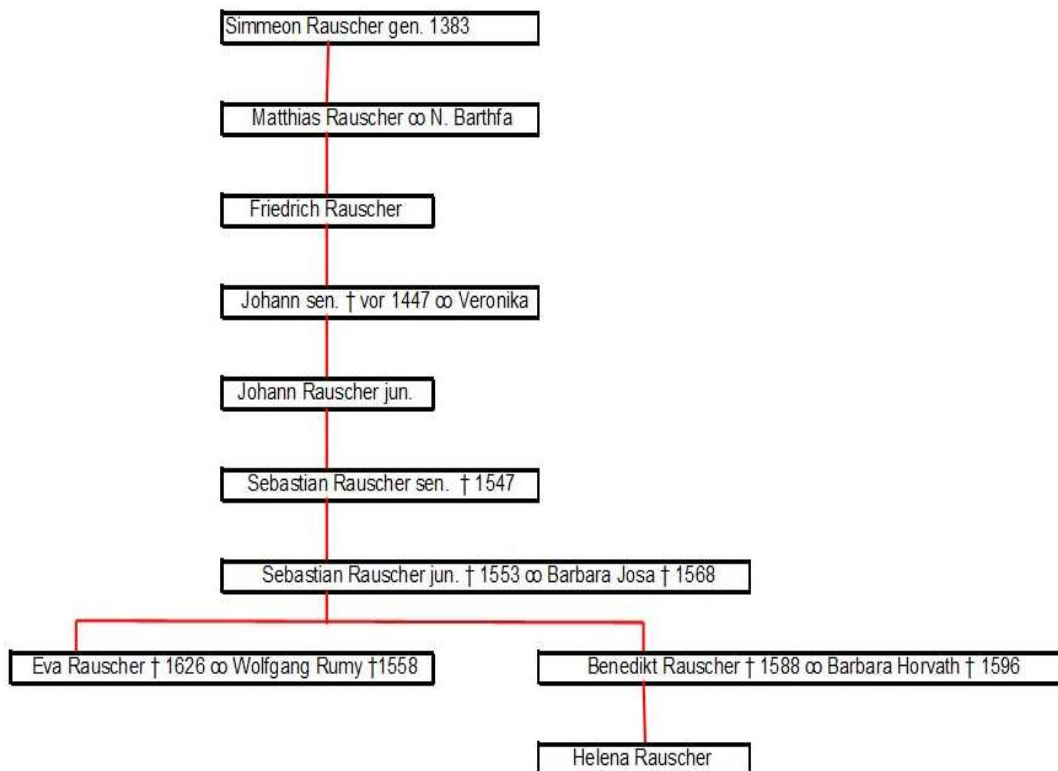 Simmeon Rauscher gen. 1383
Matthias Rauscher ꝏ N. Barthfa
Friedrich Rauscher
Johann sen. † vor 1447 ꝏ Veronika
Johann Rauscher jun.
Sebastian Rauscher sen. † 1547
Sebastian Rauscher jun. † 1553 ꝏ Barbara Josa † 1568
Eva Rauscher † 1626 ꝏ Wolfgang Rumy †1558
Benedikt Rauscher † 1588 ꝏ Barbara Horvath † 1596
Helena Rauscher